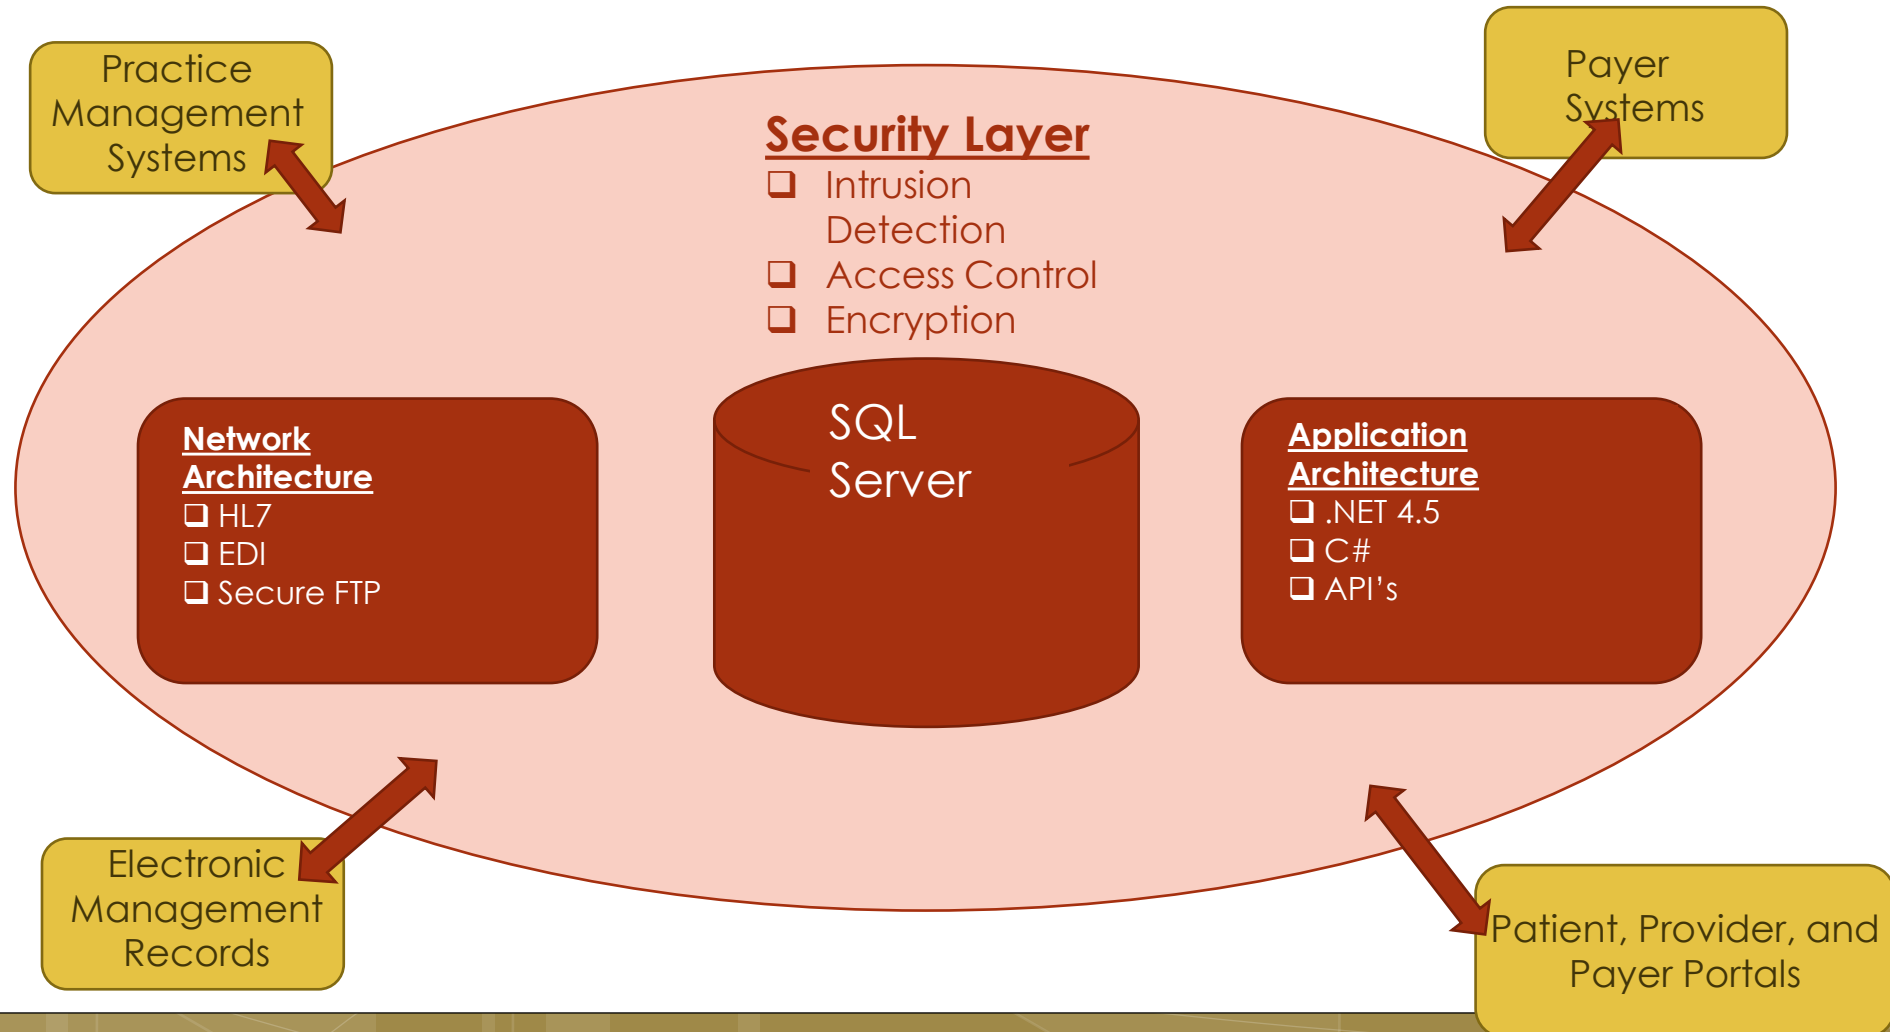 Practice
Management
Systems
Payer
Systems
Security Layer
❑ Intrusion
Detection
❑ Access Control
❑ Encryption
Network
Architecture
❑ HL7
❑ EDI
❑ Secure FTP
SQL
Server
Application
Architecture
❑ .NET 4.5
❑ C#
❑ API’s
Electronic
Management
Records
Patient, Provider, and
Payer Portals